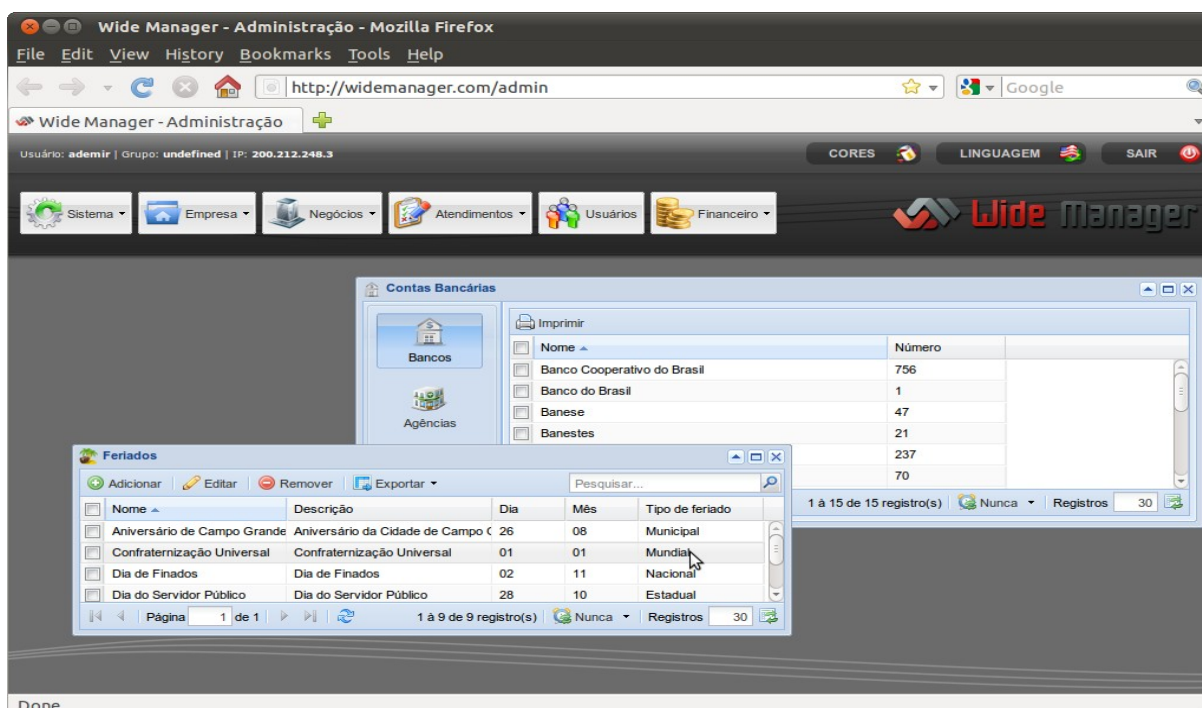 Wide Manager - Administração - Mozilla Firefox
File Edit View History Bookmarks Tools Help
http://widemanager.com/admin Google
Wide Manager - Administração
Usuário: ademir | Grupo: undefined | IP: 200.212.248.3 CORES LINGUAGEM SAIR
Sistema Empresa Negócios Atendimentos Usuários Financeiro Wide Manager
Contas Bancárias
Imprimir
Bancos
Nome Número
Banco Cooperativo do Brasil 756
Banco do Brasil 1
Banese 47
Agências
Banestes 21
237
70
1 à 15 de 15 registro(s) Nunca Registros 30
Feriados
Adicionar Editar Remover Exportar Pesquisar...
Nome Descrição Dia Mês Tipo de feriado
Aniversário de Campo Grande Aniversário da Cidade de Campo 26 08 Municipal
Confraternização Universal Confraternização Universal 01 01 Mundial
Dia de Finados Dia de Finados 02 11 Nacional
Dia do Servidor Público Dia do Servidor Público 28 10 Estadual
Página 1 de 1 1 à 9 de 9 registro(s) Nunca Registros 30
Done